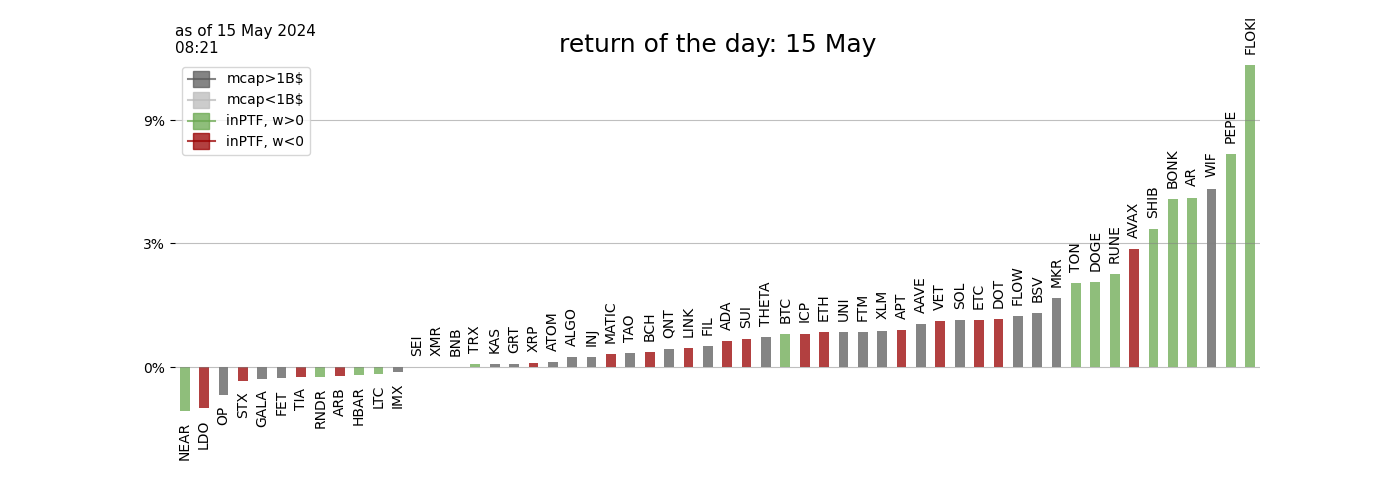 as of 15 May 2024
08:21
return of the day: 15 May
mcap>1B$
mcap<1B$
inPTF, w>0
inPTF, w<0
9%
3%
0%
NEAR
LDO
OP
STX
GALA
FET
TIA
RNDR
ARB
HBAR
LTC
IMX
SEI
XMR
BNB
TRX
KAS
GRT
XRP
ATOM
ALGO
INJ
MATIC
TAO
BCH
QNT
LINK
FIL
ADA
SUI
THETA
BTC
ICP
ETH
UNI
FTM
XLM
APT
AAVE
VET
SOL
ETC
DOT
FLOW
BSV
MKR
TON
DOGE
RUNE
AVAX
SHIB
BONK
AR
WIF
PEPE
FLOKI